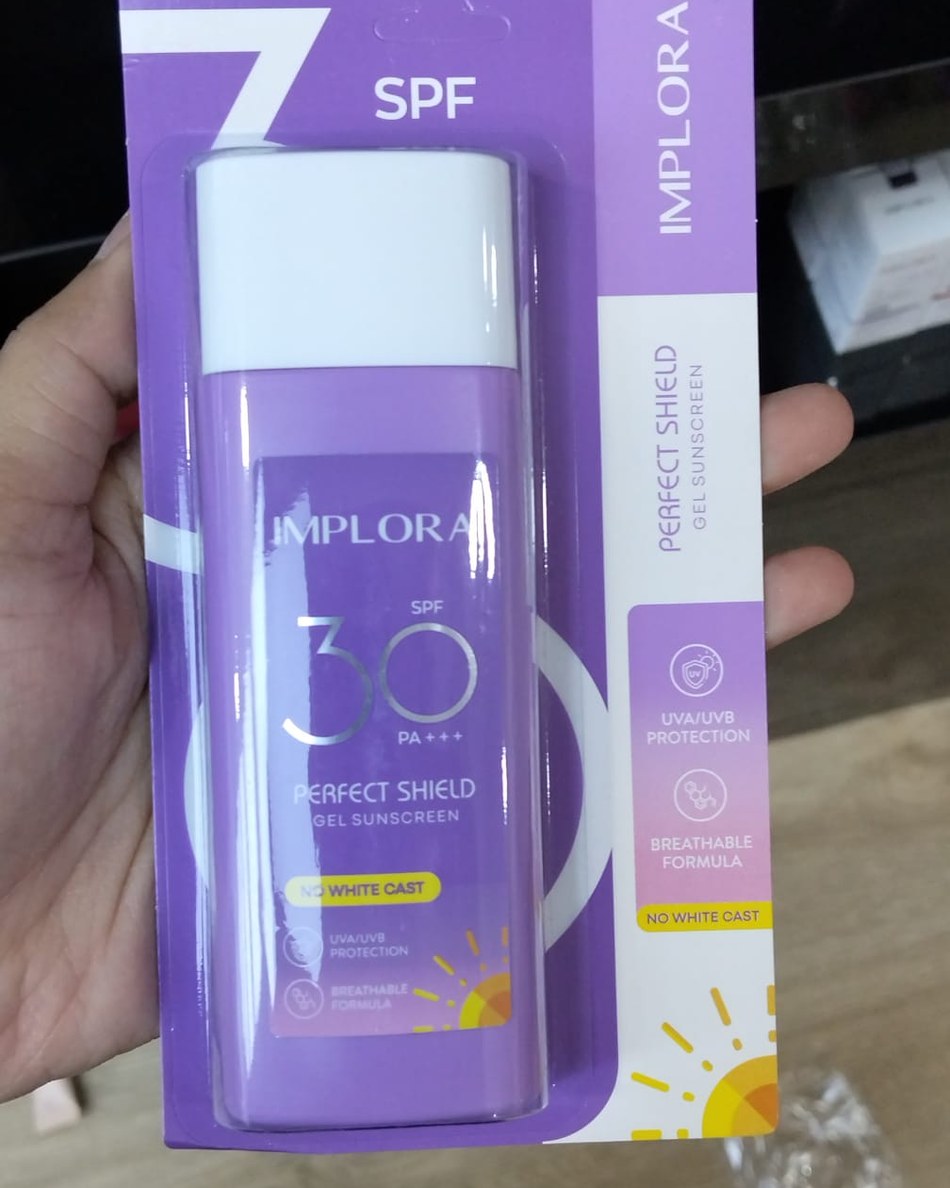 3
SPF
IMPLORA
SPF
30
PA +++
PERFECT SHIELD
GEL SUNSCREEN
NO WHITE CAST
UVA/UVB
PROTECTION
BREATHABLE
FORMULA
IMPLORA
PERFECT SHIELD
GEL SUNSCREEN
UV
UVA/UVB
PROTECTION
BREATHABLE
FORMULA
NO WHITE CAST